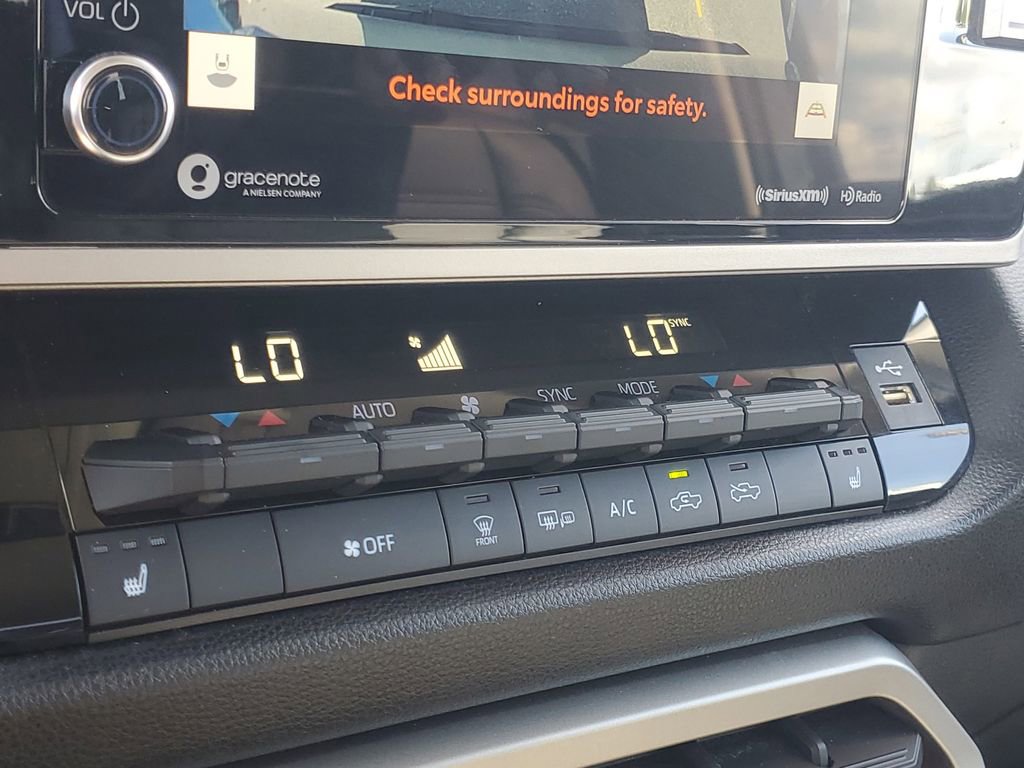 VOL
Check surroundings for safety.
gracenote
A NIELSEN COMPANY
SiriusXM
HD Radio
LO
LO SYNC
AUTO
SYNC
MODE
OFF
FRONT
A/C